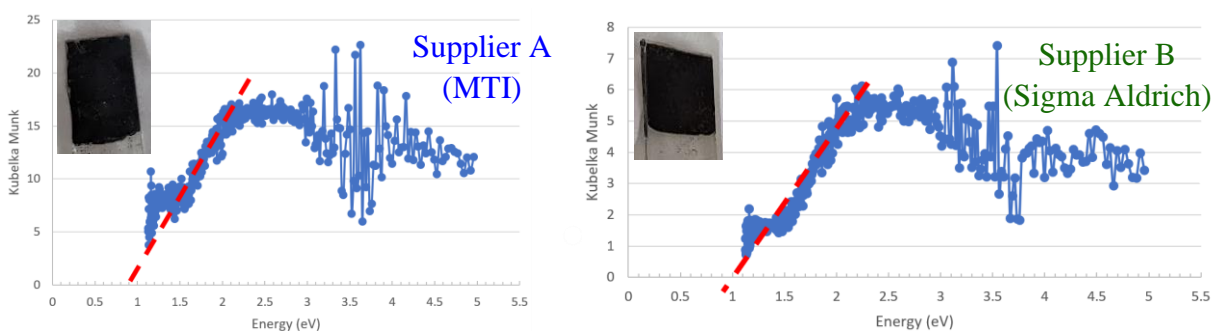 25
20
15
10
5
0
Kubelka Munk
0 0.5 1 1.5 2 2.5 3 3.5 4 4.5 5 5.5
Energy (eV)
Supplier A
(MTI)
8
7
6
5
4
3
2
1
0
Kubelka Munk
0 0.5 1 1.5 2 2.5 3 3.5 4 4.5 5 5.5
Energy (eV)
Supplier B
(Sigma Aldrich)